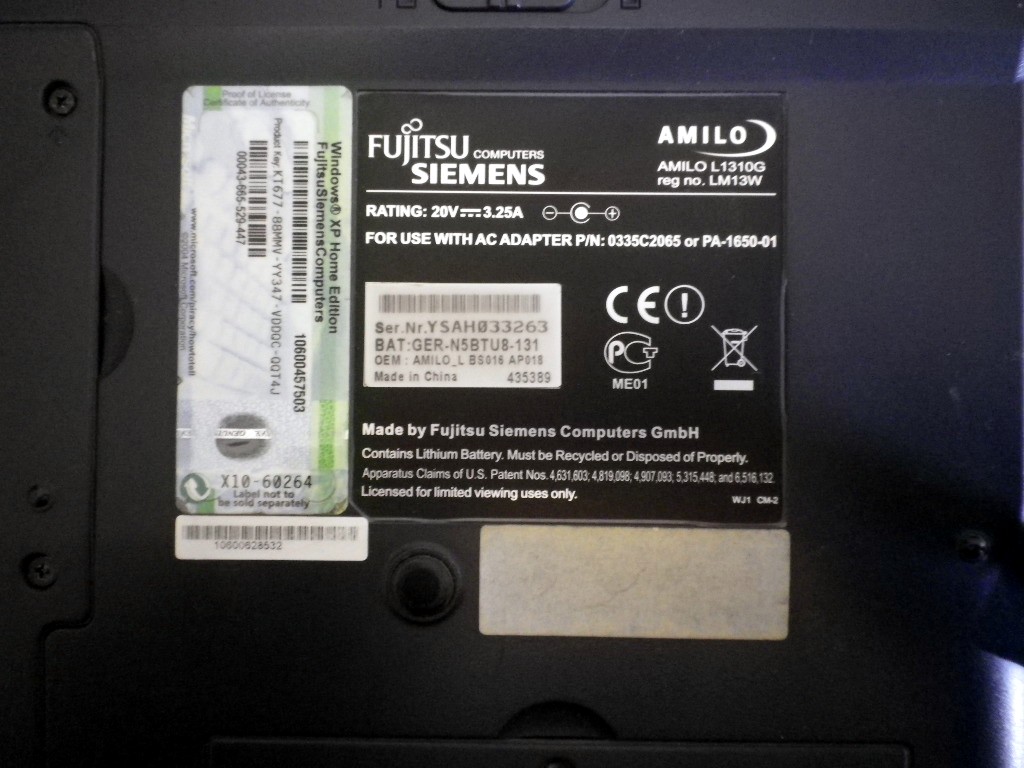 Proof of License
Certificate of Authenticity
Windows® XP Home Edition
FujitsuSiemensComputers
10600457503
00043-665-529-447
www.microsoft.com/piracy/howtotell
X10-60264
Label not to
be sold separately
10600628632
FUJITSU COMPUTERS
SIEMENS
AMILO
AMILO L1310G
reg no. LM13W
RATING: 20V 3.25A
FOR USE WITH AC ADAPTER P/N: 0335C2065 or PA-1650-01
Ser.Nr.YSAH033263
BAT:GER-N5BTU8-131
OEM : AMILO_L BS016 AP018
Made in China 435389
CE
PCT
ME01
Made by Fujitsu Siemens Computers GmbH
Contains Lithium Battery. Must be Recycled or Disposed of Properly.
Apparatus Claims of U.S. Patent Nos. 4,631,603; 4,819,098; 4,907,093; 5,315,448; and 6,516,132
Licensed for limited viewing uses only.
WJ1 CM-2